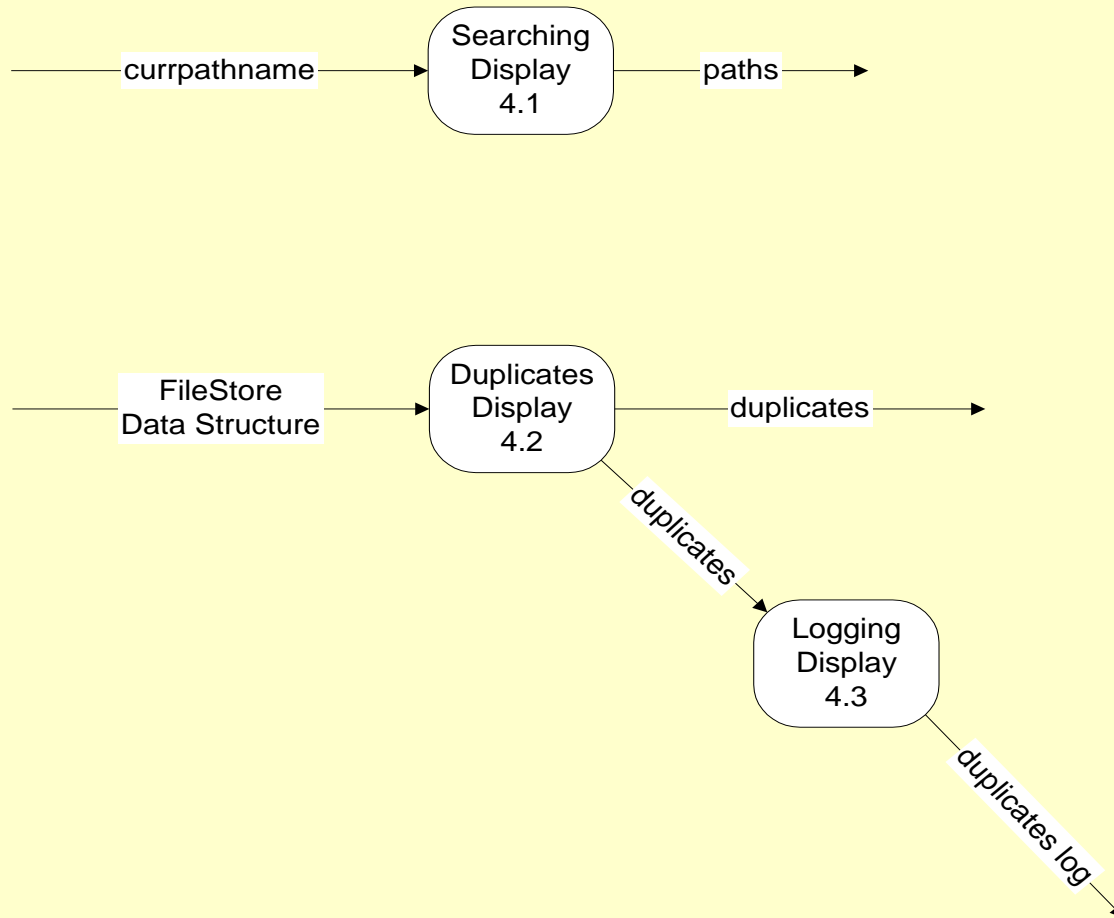 currpathname
Searching
Display
4.1
paths
FileStore
Data Structure
Duplicates
Display
4.2
duplicates
duplicates
Logging
Display
4.3
duplicates log